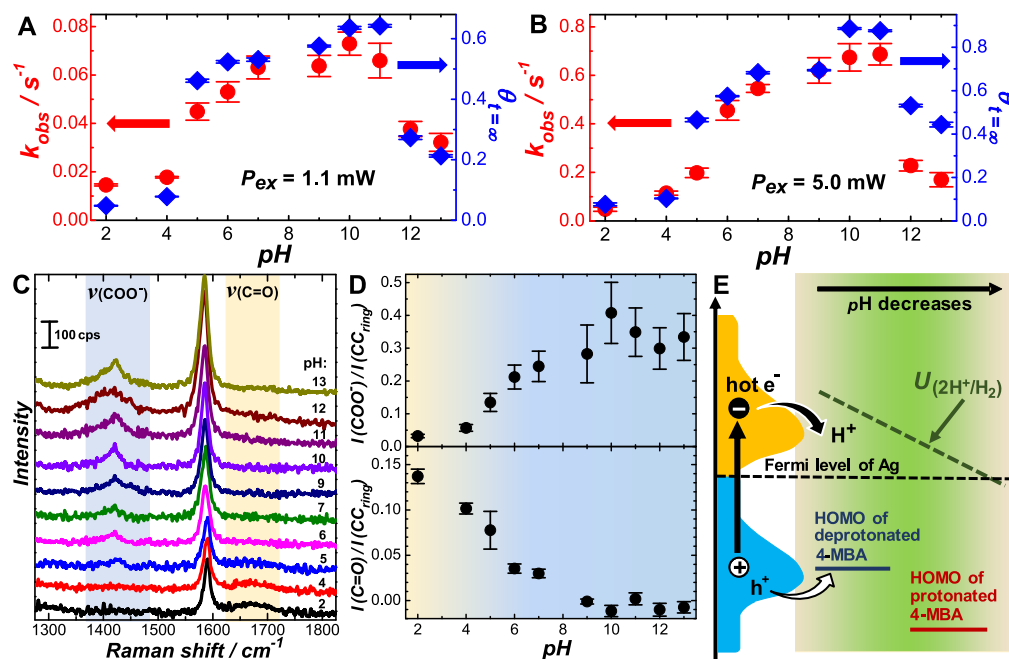 A
k_obs / s⁻¹
0.08
0.06
0.04
0.02
0.00
0.6
0.4
0.2
0.0
θ_t=∞
P_ex = 1.1 mW
2 4 6 8 10 12
pH
B
k_obs / s⁻¹
0.8
0.6
0.4
0.2
0.0
0.8
0.6
0.4
0.2
0.0
θ_t=∞
P_ex = 5.0 mW
2 4 6 8 10 12
pH
C
ν(COO⁻)
ν(C=O)
100 cps
pH:
13
12
11
10
9
7
6
5
4
2
Intensity
1300 1400 1500 1600 1700 1800
Raman shift / cm⁻¹
D
I (COO⁻) / I (CC_ring)
0.5
0.4
0.3
0.2
0.1
0.0
I (C=O) / I (CC_ring)
0.15
0.10
0.05
0.00
2 3 4 5 6 7 8 9 10 11 12 13
pH
E
pH decreases
hot e⁻
−
H⁺
U(2H⁺/H₂)
Fermi level of Ag
HOMO of
deprotonated
4-MBA
+
h⁺
HOMO of
protonated
4-MBA